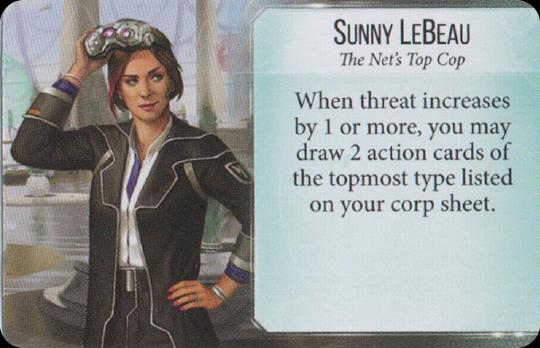 Sunny LeBeau
The Net's Top Cop
When threat increases
by 1 or more, you may
draw 2 action cards of
the topmost type listed
on your corp sheet.